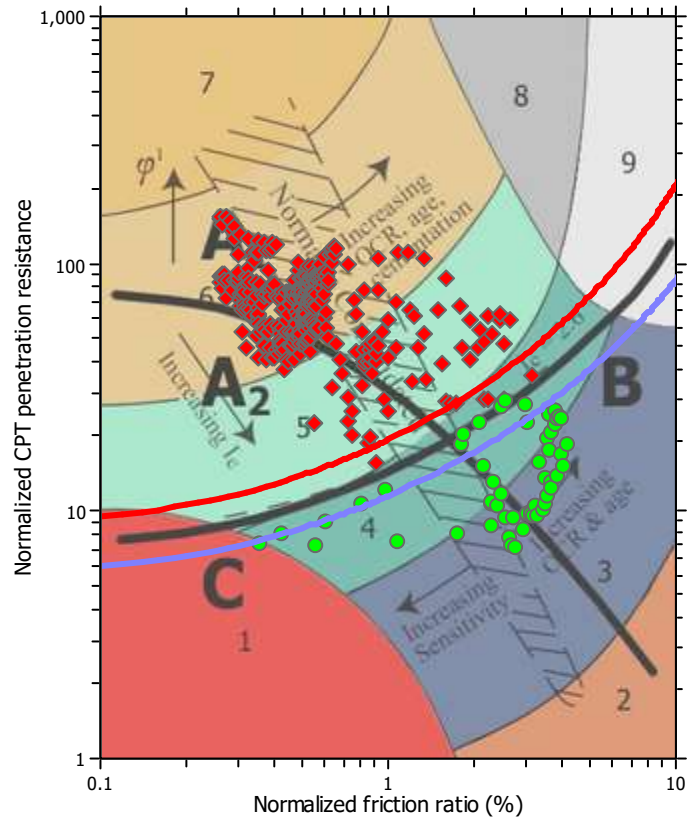 1,000
100
10
1
0.1
1
10
Normalized CPT penetration resistance
Normalized friction ratio (%)
7
8
9
φ'
Increasing
OCR, age,
cementation
A
6
A2
Increasing Ic
5
B
4
C
1
Increasing
OCR & age
3
Increasing
Sensitivity
2